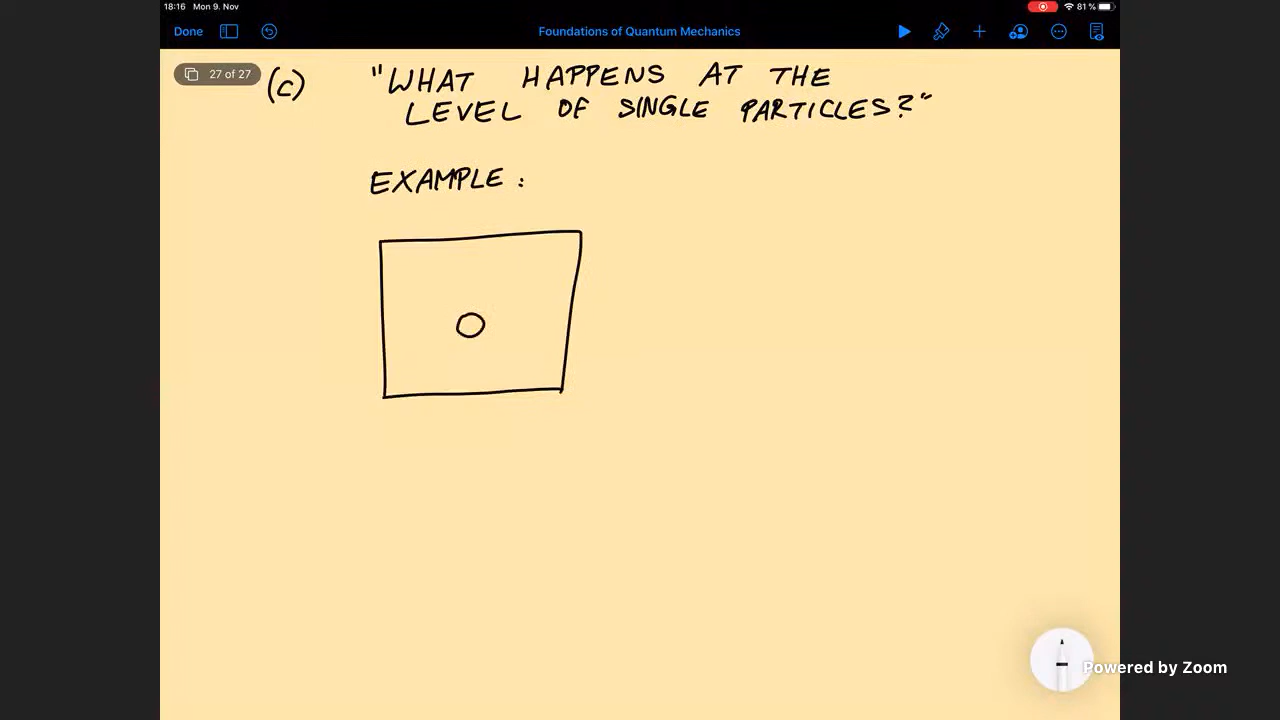 18:16 Mon 9. Nov 81 %
Done Foundations of Quantum Mechanics
27 of 27
(c) "WHAT HAPPENS AT THE
LEVEL OF SINGLE PARTICLES?"
EXAMPLE :
Powered by Zoom